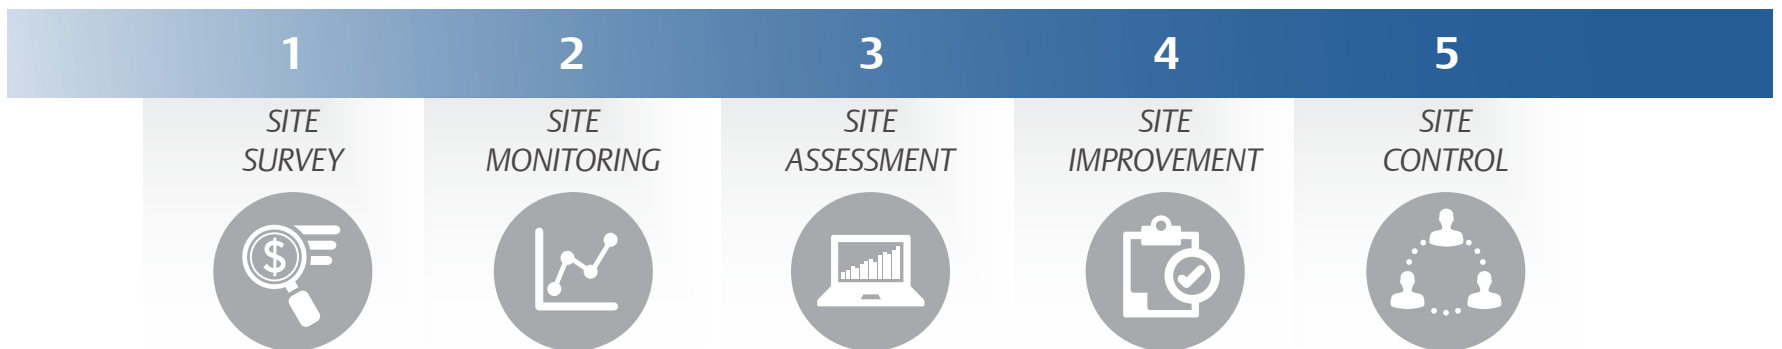 1
SITE
SURVEY
2
SITE
MONITORING
3
SITE
ASSESSMENT
4
SITE
IMPROVEMENT
5
SITE
CONTROL
$